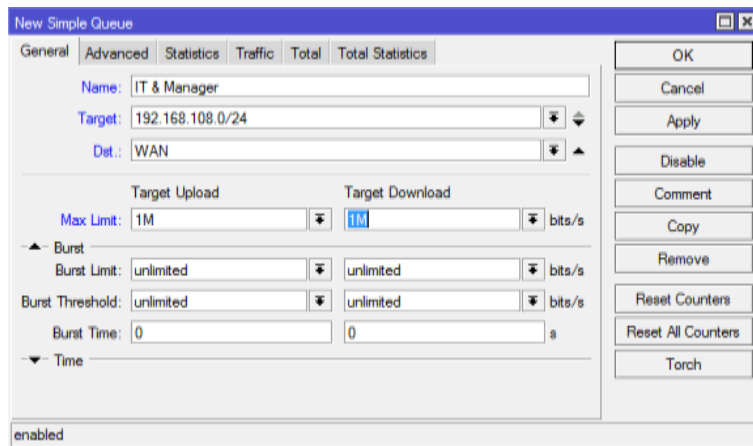 New Simple Queue
General Advanced Statistics Traffic Total Total Statistics
OK
Name: IT & Manager
Cancel
Target: 192.168.108.0/24
Apply
Dst.: WAN
Disable
Target Upload Target Download
Comment
Max Limit: 1M 1M bits/s
Copy
Burst
Remove
Burst Limit: unlimited unlimited bits/s
Burst Threshold: unlimited unlimited bits/s
Reset Counters
Burst Time: 0 0 s
Reset All Counters
Time
Torch
enabled